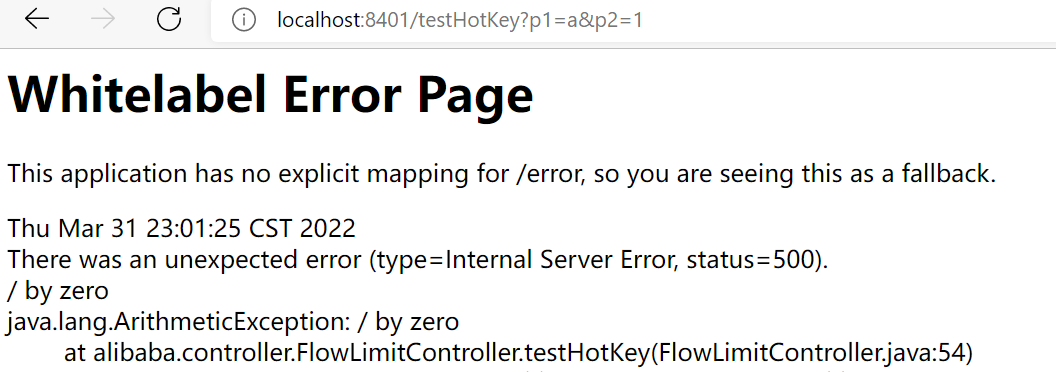 localhost:8401/testHotKey?p1=a&p2=1
Whitelabel Error Page
This application has no explicit mapping for /error, so you are seeing this as a fallback.
Thu Mar 31 23:01:25 CST 2022
There was an unexpected error (type=Internal Server Error, status=500).
/ by zero
java.lang.ArithmeticException: / by zero
at alibaba.controller.FlowLimitController.testHotKey(FlowLimitController.java:54)